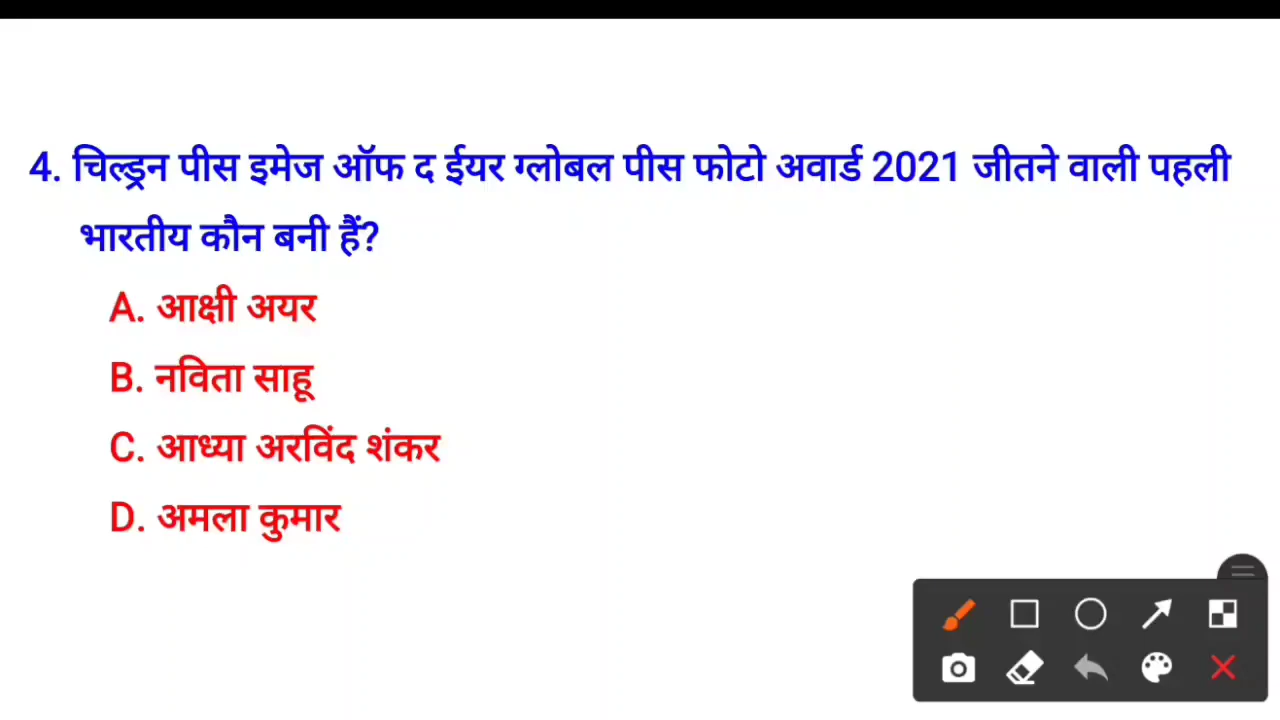 4. चिल्ड्रन पीस इमेज ऑफ द ईयर ग्लोबल पीस फोटो अवार्ड 2021 जीतने वाली पहली
भारतीय कौन बनी हैं?
A. आक्षी अयर
B. नविता साहू
C. आध्या अरविंद शंकर
D. अमला कुमार